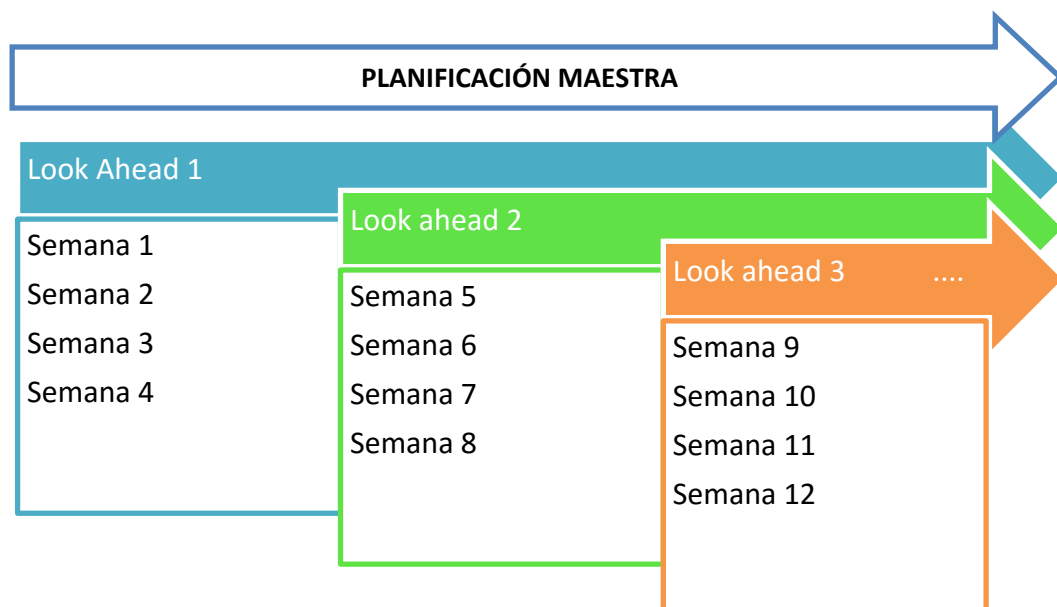 PLANIFICACIÓN MAESTRA
Look Ahead 1
Semana 1
Semana 2
Semana 3
Semana 4
Look ahead 2
Semana 5
Semana 6
Semana 7
Semana 8
Look ahead 3 ....
Semana 9
Semana 10
Semana 11
Semana 12